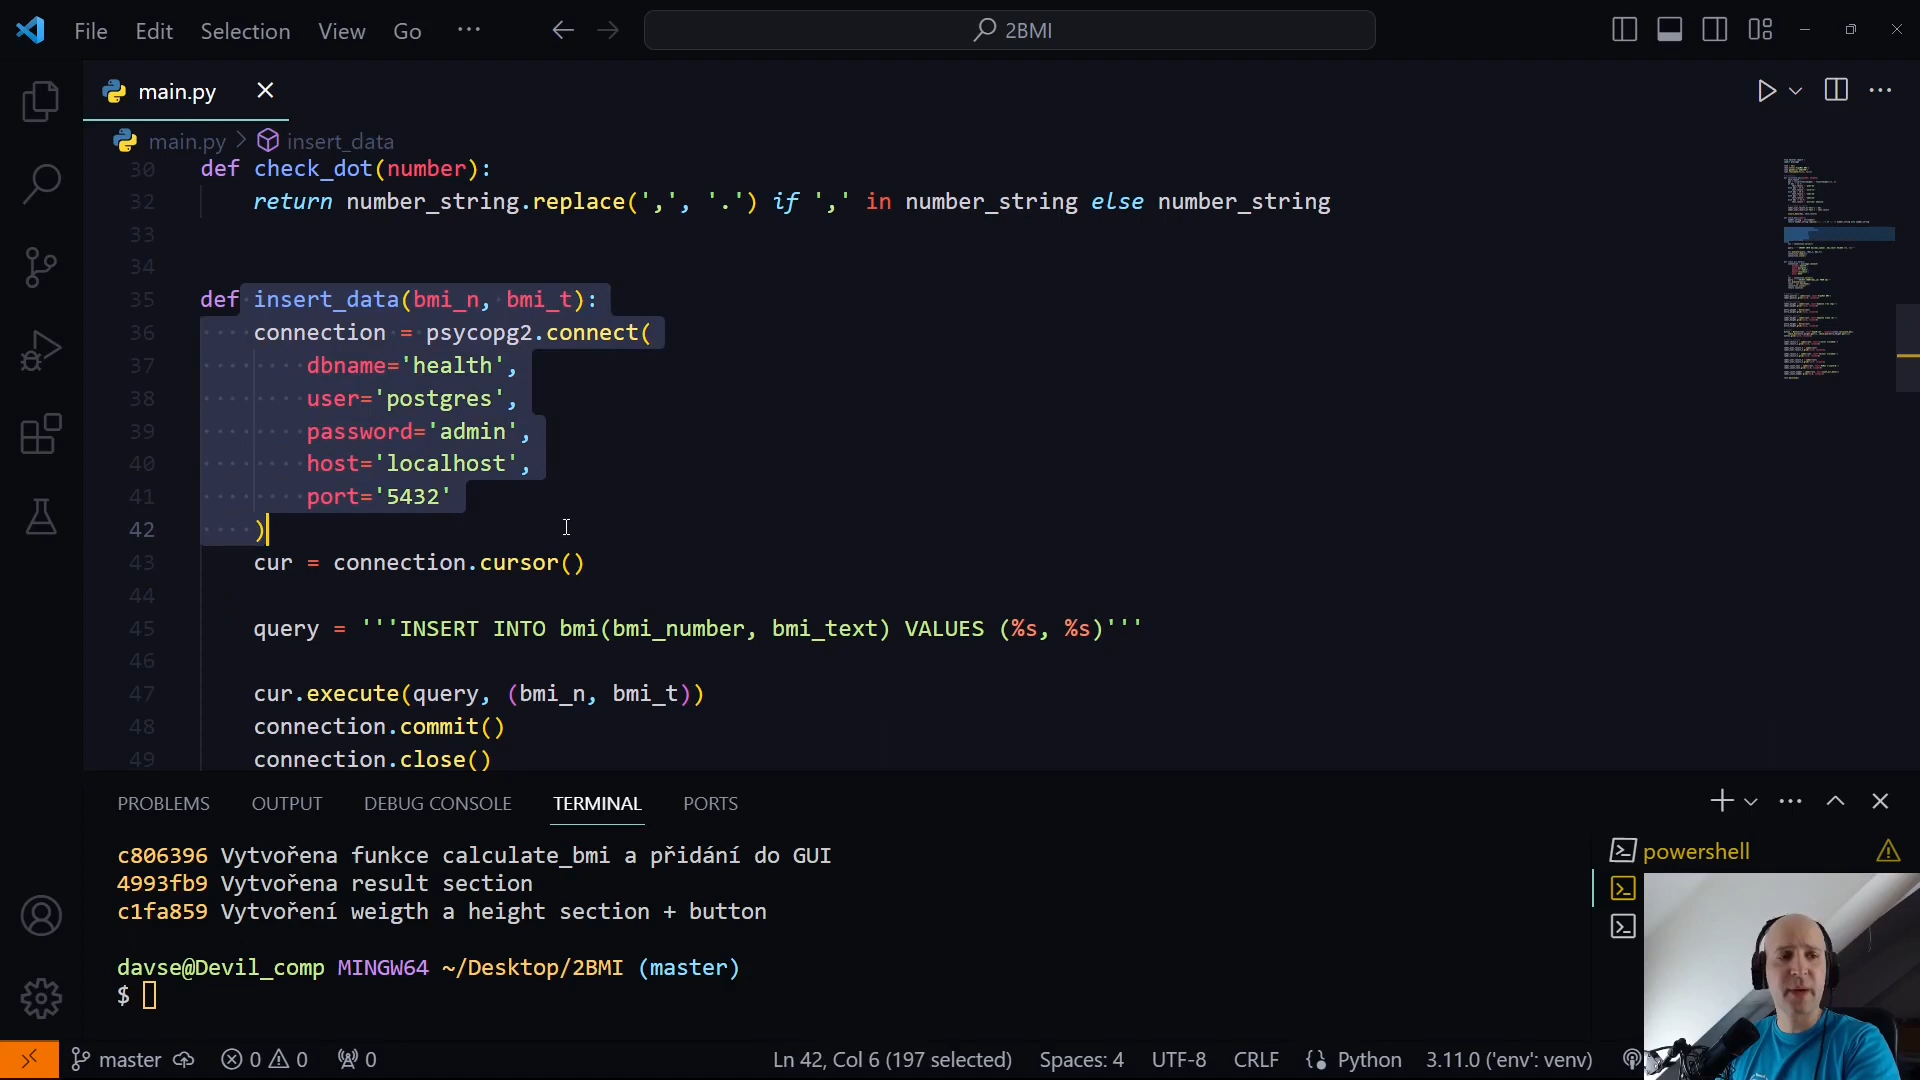 File Edit Selection View Go ··· 2BMI
main.py
main.py > insert_data
30 def check_dot(number):
32 return number_string.replace(',', '.') if ',' in number_string else number_string
33
34
35 def insert_data(bmi_n, bmi_t):
36 connection = psycopg2.connect(
37 dbname='health',
38 user='postgres',
39 password='admin',
40 host='localhost',
41 port='5432'
42 )
43 cur = connection.cursor()
44
45 query = '''INSERT INTO bmi(bmi_number, bmi_text) VALUES (%s, %s)'''
46
47 cur.execute(query, (bmi_n, bmi_t))
48 connection.commit()
49 connection.close()
PROBLEMS OUTPUT DEBUG CONSOLE TERMINAL PORTS
c806396 Vytvořena funkce calculate_bmi a přidání do GUI
4993fb9 Vytvořena result section
c1fa859 Vytvoření weigth a height section + button
davse@Devil_comp MINGW64 ~/Desktop/2BMI (master)
$
powershell
master 0 0 0 Ln 42, Col 6 (197 selected) Spaces: 4 UTF-8 CRLF Python 3.11.0 ('env': venv)